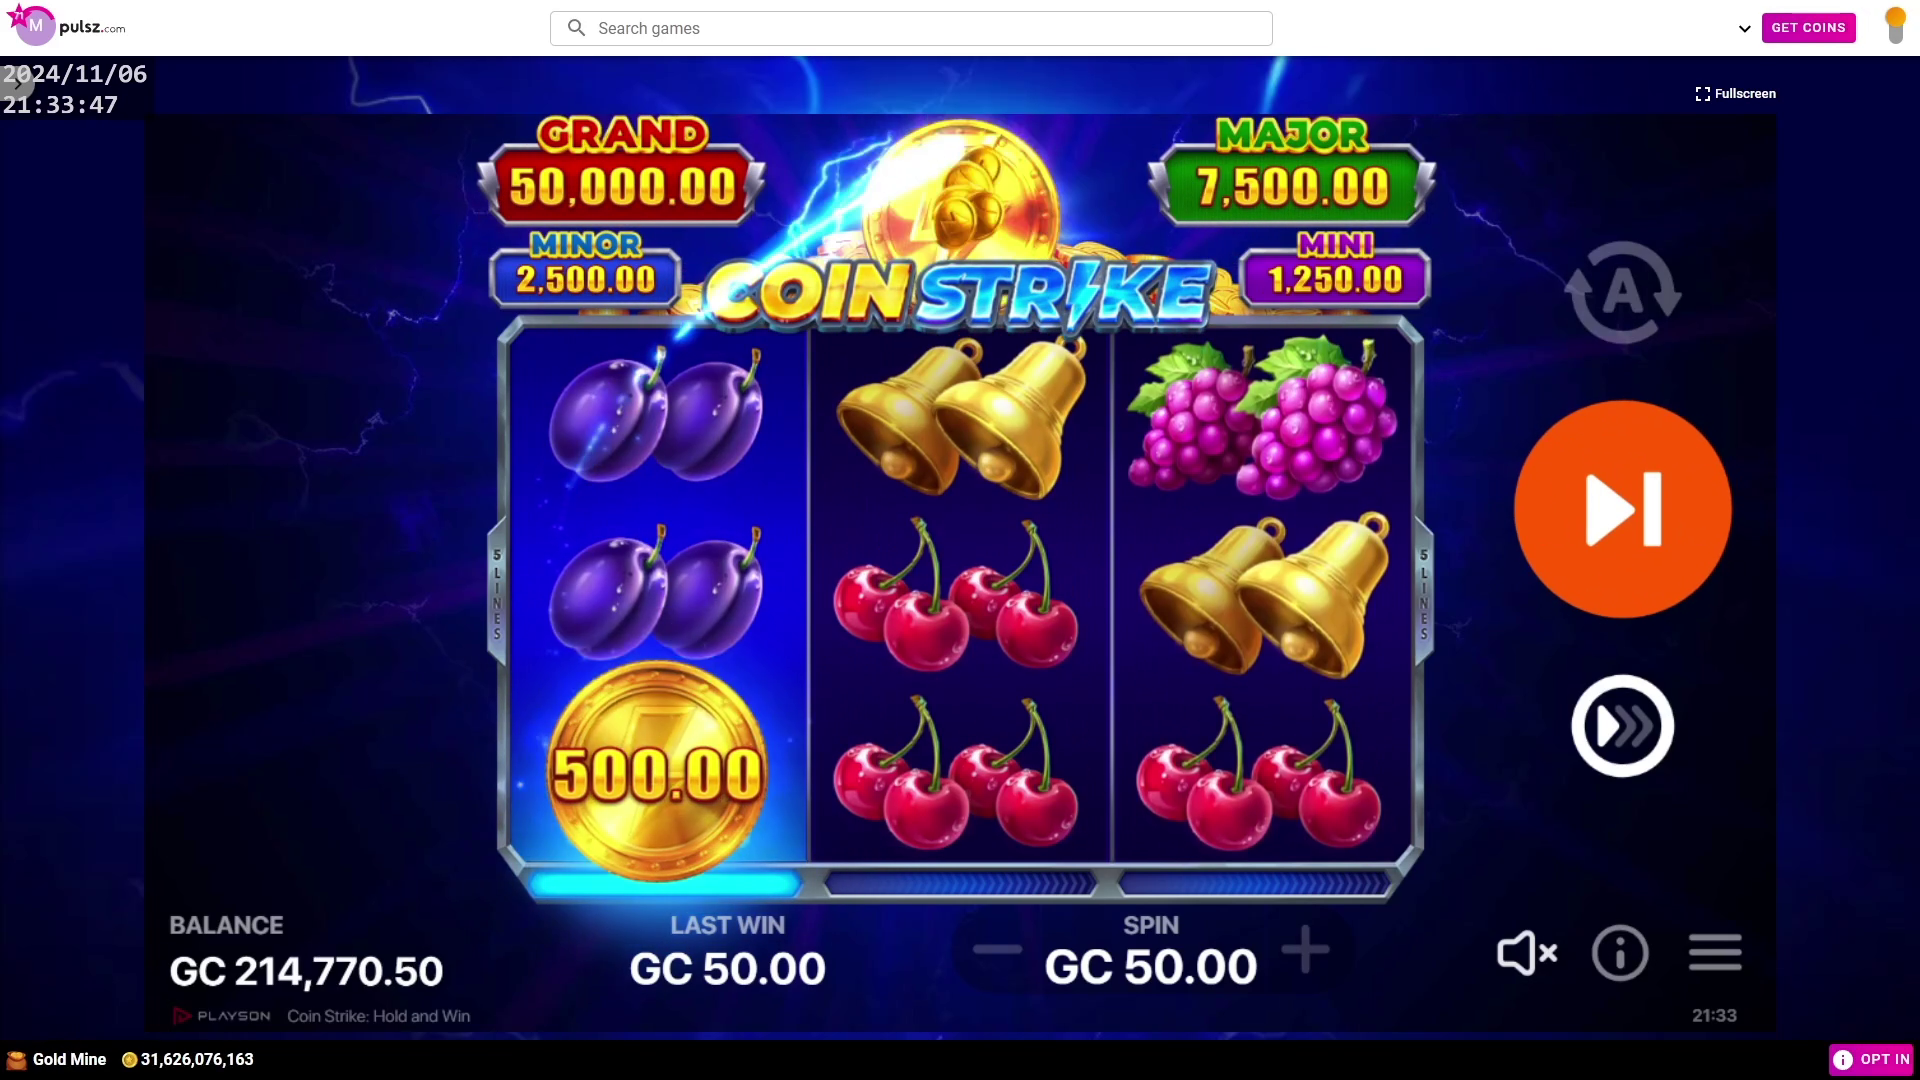 71
M
pulsz.com
Search games
GET COINS
2024/11/06
21:33:47
Fullscreen
GRAND
50,000.00
MAJOR
7,500.00
MINOR
2,500.00
MINI
1,250.00
COIN STRIKE
5 LINES
5 LINES
A
500.00
BALANCE
GC 214,770.50
LAST WIN
GC 50.00
SPIN
GC 50.00
PLAYSON
Coin Strike: Hold and Win
21:33
Gold Mine
31,626,076,163
OPT IN